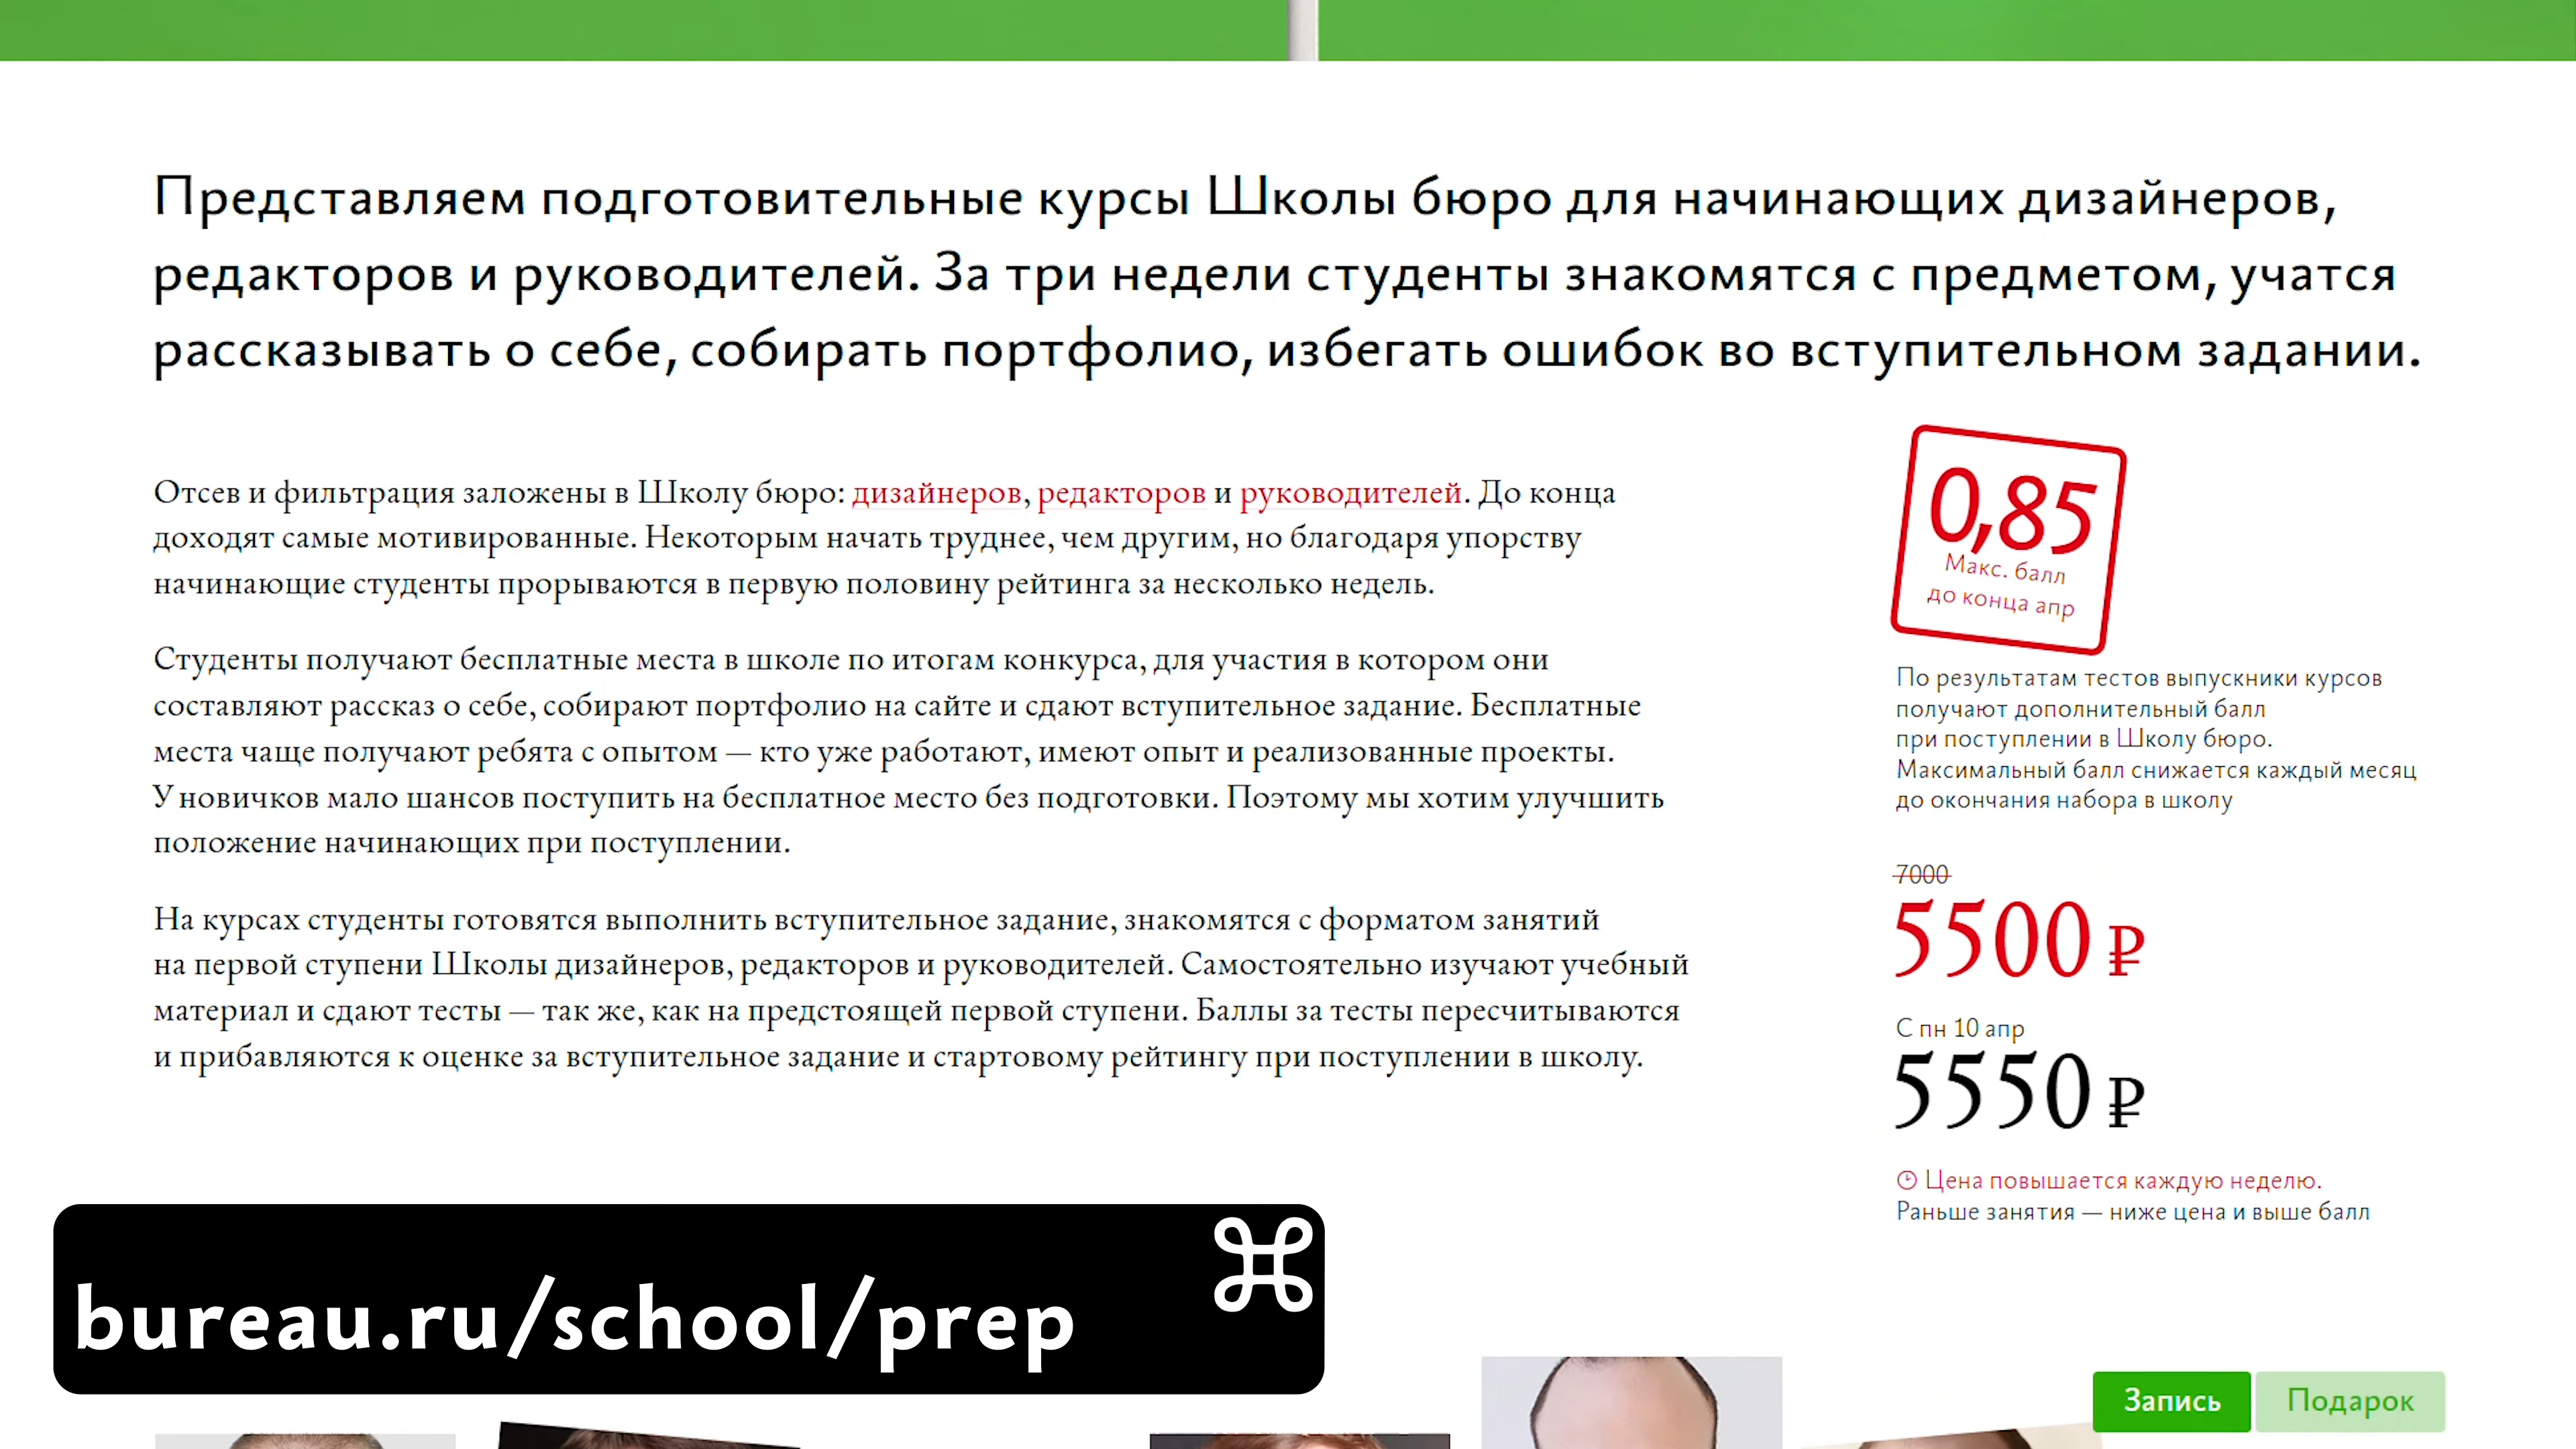 Представляем подготовительные курсы Школы бюро для начинающих дизайнеров,
редакторов и руководителей. За три недели студенты знакомятся с предметом, учатся
рассказывать о себе, собирать портфолио, избегать ошибок во вступительном задании.
Отсев и фильтрация заложены в Школу бюро: дизайнеров, редакторов и руководителей. До конца
доходят самые мотивированные. Некоторым начать труднее, чем другим, но благодаря упорству
начинающие студенты прорываются в первую половину рейтинга за несколько недель.
Студенты получают бесплатные места в школе по итогам конкурса, для участия в котором они
составляют рассказ о себе, собирают портфолио на сайте и сдают вступительное задание. Бесплатные
места чаще получают ребята с опытом — кто уже работают, имеют опыт и реализованные проекты.
У новичков мало шансов поступить на бесплатное место без подготовки. Поэтому мы хотим улучшить
положение начинающих при поступлении.
На курсах студенты готовятся выполнить вступительное задание, знакомятся с форматом занятий
на первой ступени Школы дизайнеров, редакторов и руководителей. Самостоятельно изучают учебный
материал и сдают тесты — так же, как на предстоящей первой ступени. Баллы за тесты пересчитываются
и прибавляются к оценке за вступительное задание и стартовому рейтингу при поступлении в школу.
0,85
Макс. балл
до конца апр
По результатам тестов выпускники курсов
получают дополнительный балл
при поступлении в Школу бюро.
Максимальный балл снижается каждый месяц
до окончания набора в школу
7000
5500 ₽
С пн 10 апр
5550 ₽
Цена повышается каждую неделю.
Раньше занятия — ниже цена и выше балл
bureau.ru/school/prep ⌘
Запись
Подарок